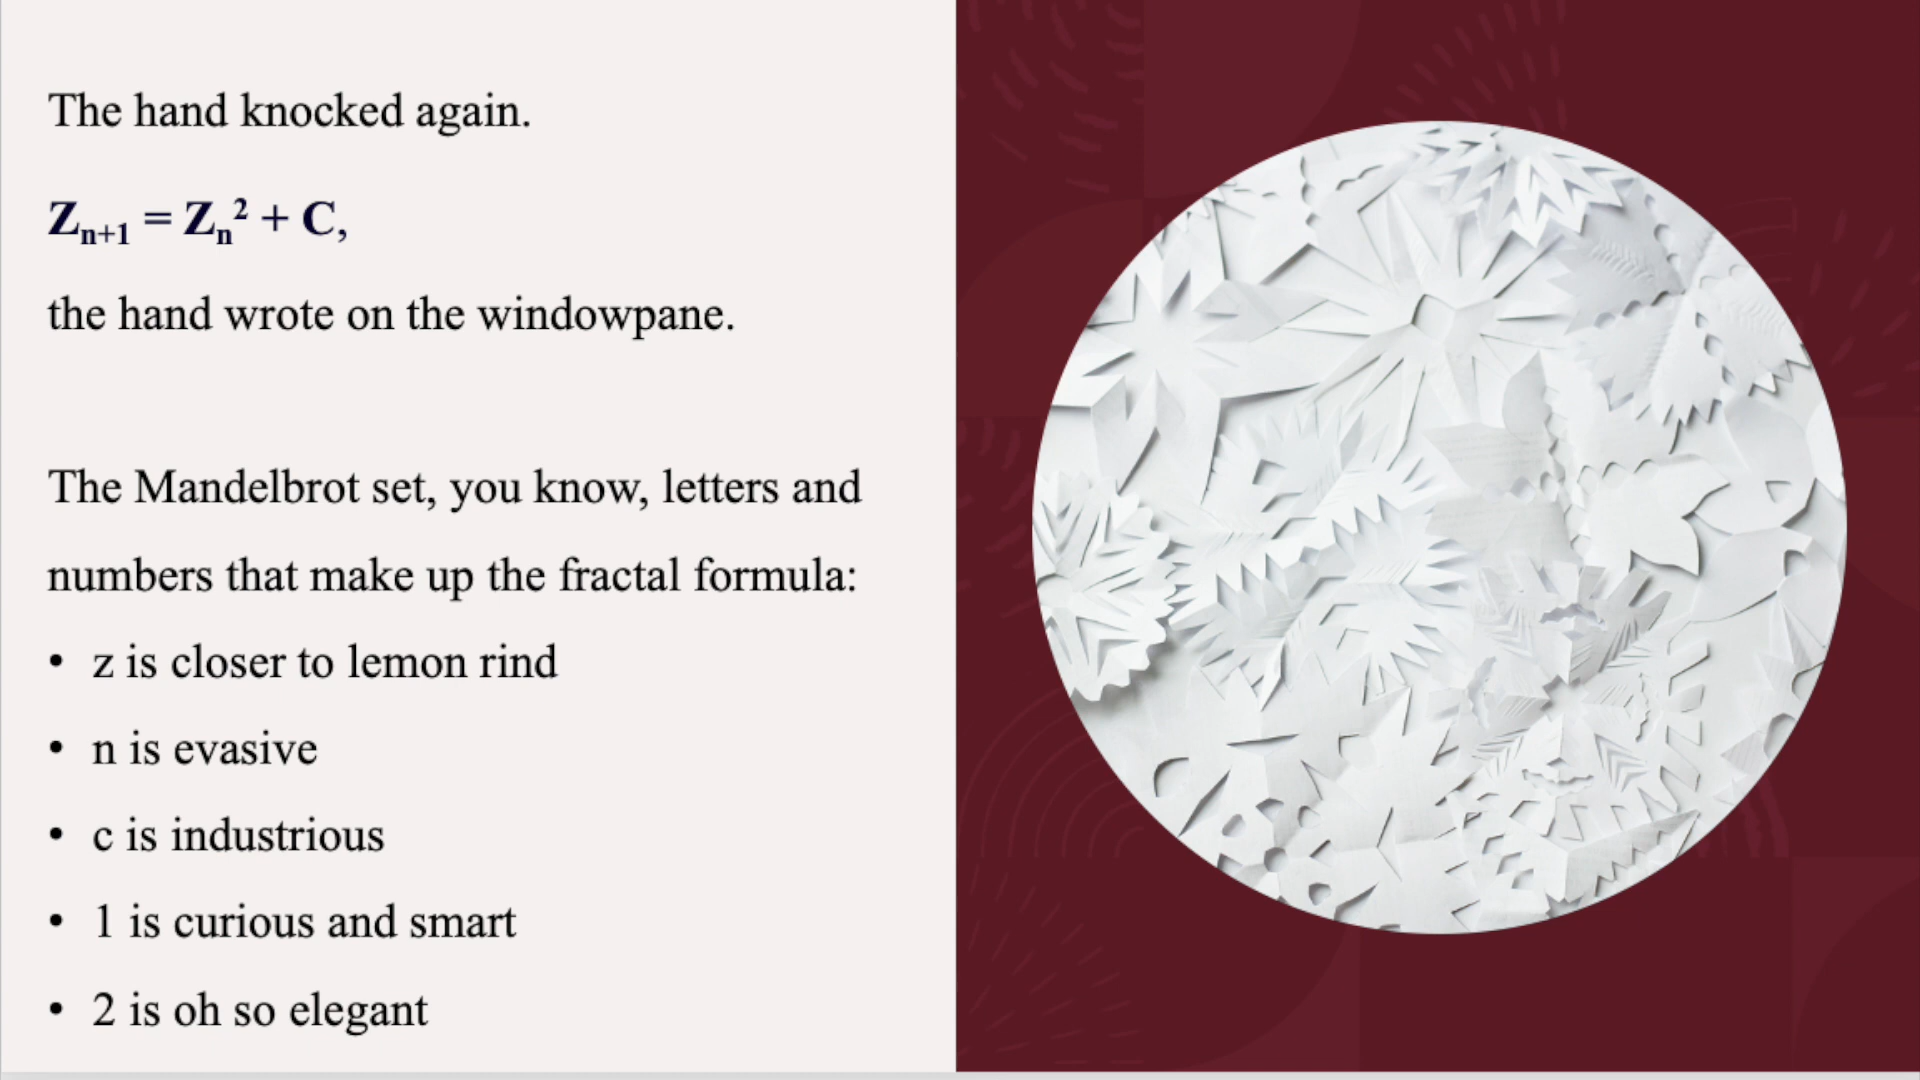 The hand knocked again.
Zₙ₊₁ = Zₙ² + C,
the hand wrote on the windowpane.
The Mandelbrot set, you know, letters and
numbers that make up the fractal formula:
• z is closer to lemon rind
• n is evasive
• c is industrious
• 1 is curious and smart
• 2 is oh so elegant